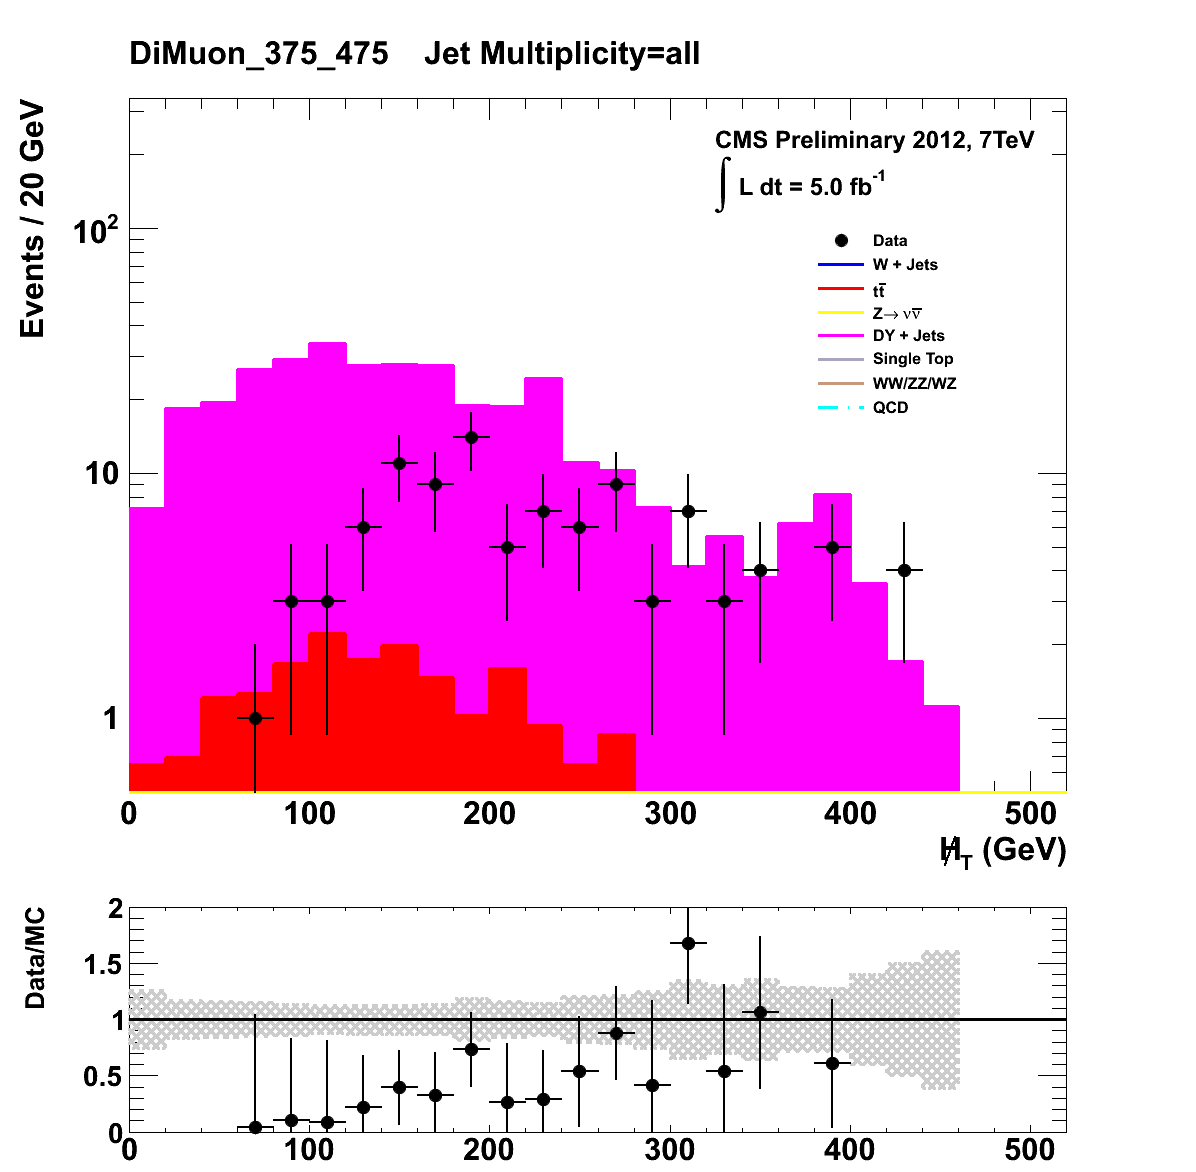 DiMuon_375_475 Jet Multiplicity=all
Events / 20 GeV
CMS Preliminary 2012, 7TeV
∫ L dt = 5.0 fb⁻¹
Data
W + Jets
tt̅
Z→ νν̅
DY + Jets
Single Top
WW/ZZ/WZ
QCD
10²
10
1
0 100 200 300 400 500
H̸_T (GeV)
Data/MC
2
1.5
1
0.5
0
0 100 200 300 400 500